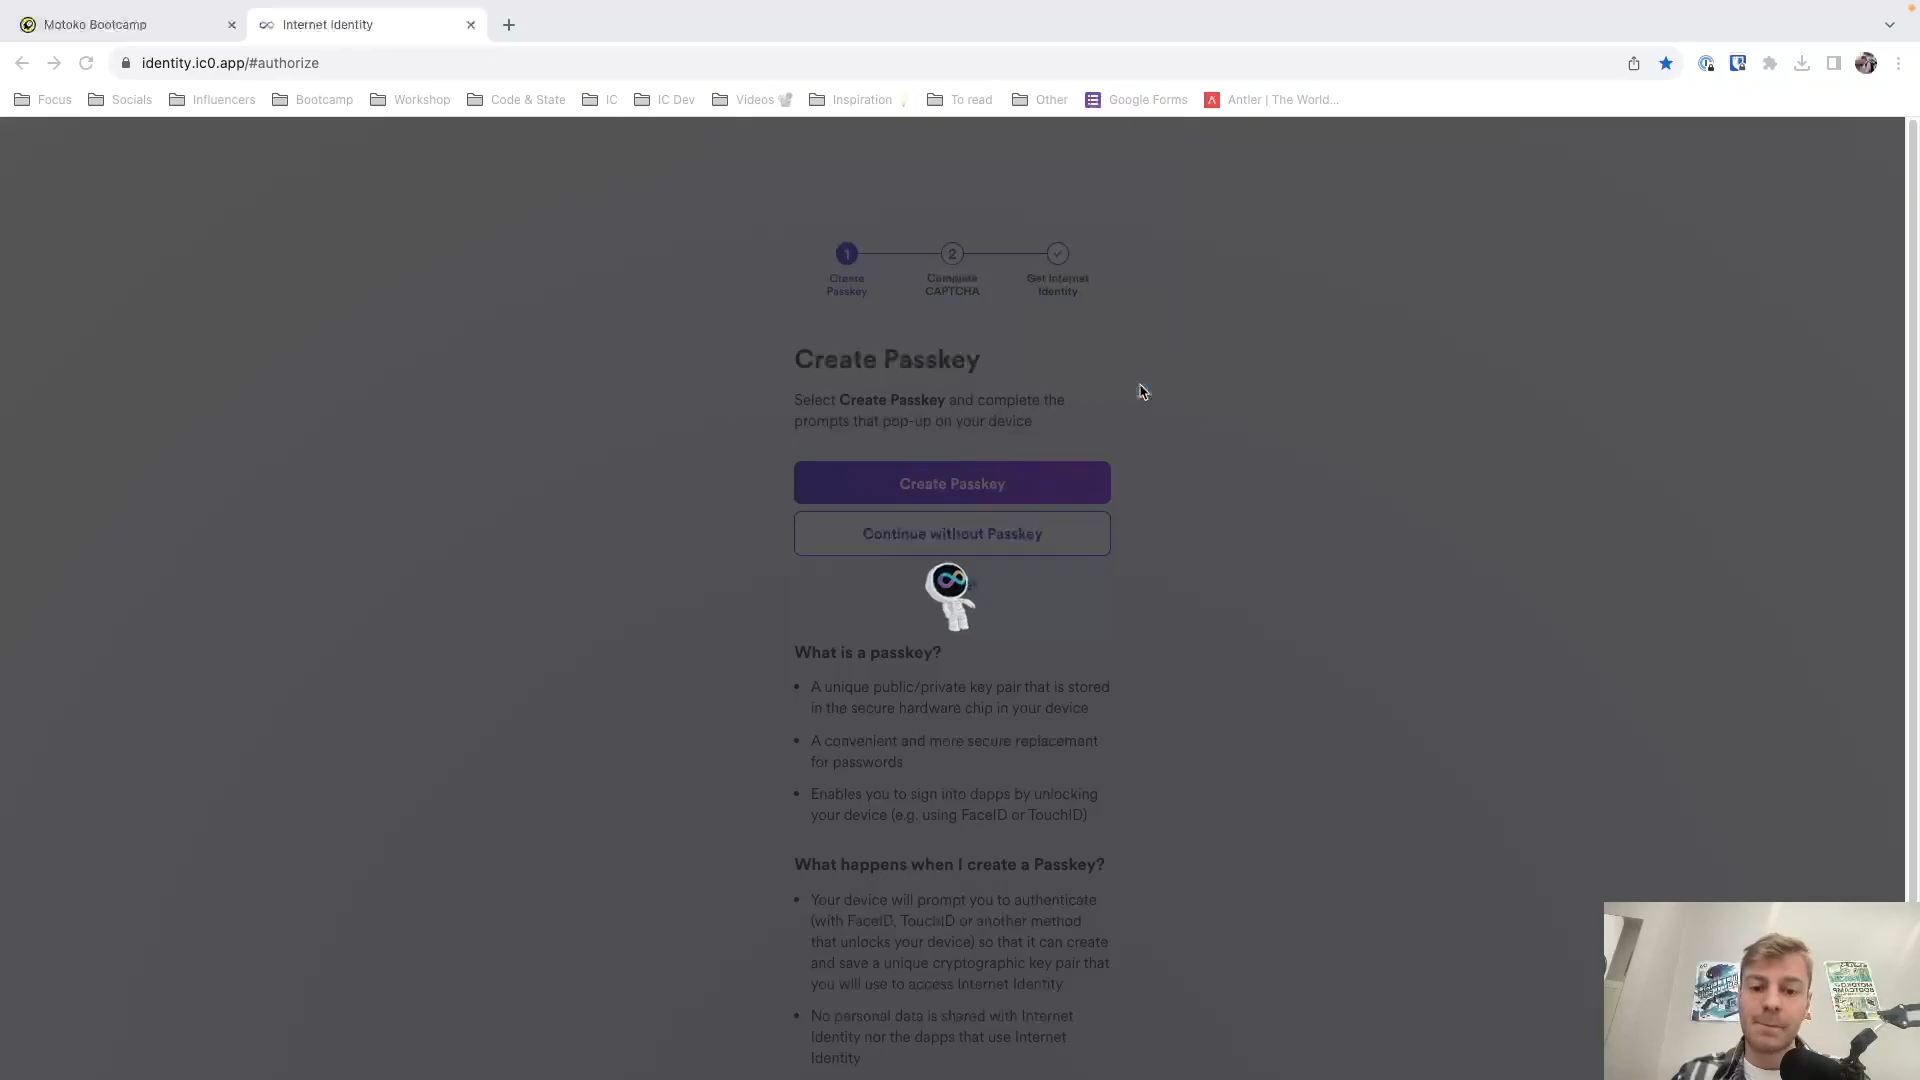 Motoko Bootcamp
Internet Identity
identity.ic0.app/#authorize
Focus
Socials
Influencers
Bootcamp
Workshop
Code & State
IC
IC Dev
Videos
Inspiration
To read
Other
Google Forms
Antler | The World...
1
2
Create
Passkey
Complete
CAPTCHA
Get Internet
Identity
Create Passkey
Select Create Passkey and complete the
prompts that pop-up on your device
Create Passkey
Continue without Passkey
What is a passkey?
• A unique public/private key pair that is stored
in the secure hardware chip in your device
• A convenient and more secure replacement
for passwords
• Enables you to sign into dapps by unlocking
your device (e.g. using FaceID or TouchID)
What happens when I create a Passkey?
• Your device will prompt you to authenticate
(with FaceID, TouchID or another method
that unlocks your device) so that it can create
and save a unique cryptographic key pair that
you will use to access Internet Identity
• No personal data is shared with Internet
Identity nor the dapps that use Internet
Identity